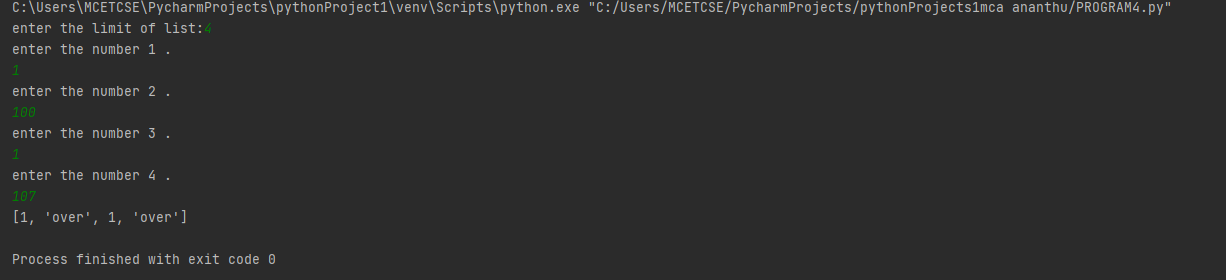 C:\Users\MCETCSE\PycharmProjects\pythonProject1\venv\Scripts\python.exe "C:/Users/MCETCSE/PycharmProjects/pythonProjects1mca ananthu/PROGRAM4.py"
enter the limit of list:4
enter the number 1 .
1
enter the number 2 .
100
enter the number 3 .
1
enter the number 4 .
107
[1, 'over', 1, 'over']
Process finished with exit code 0